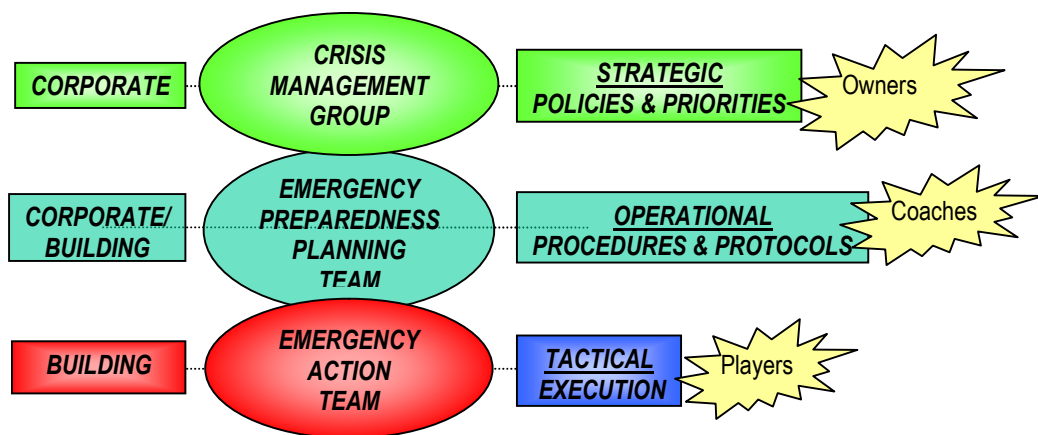 CORPORATE
CRISIS
MANAGEMENT
GROUP
STRATEGIC
POLICIES & PRIORITIES
Owners
CORPORATE/
BUILDING
EMERGENCY
PREPAREDNESS
PLANNING
TEAM
OPERATIONAL
PROCEDURES & PROTOCOLS
Coaches
BUILDING
EMERGENCY
ACTION
TEAM
TACTICAL
EXECUTION
Players